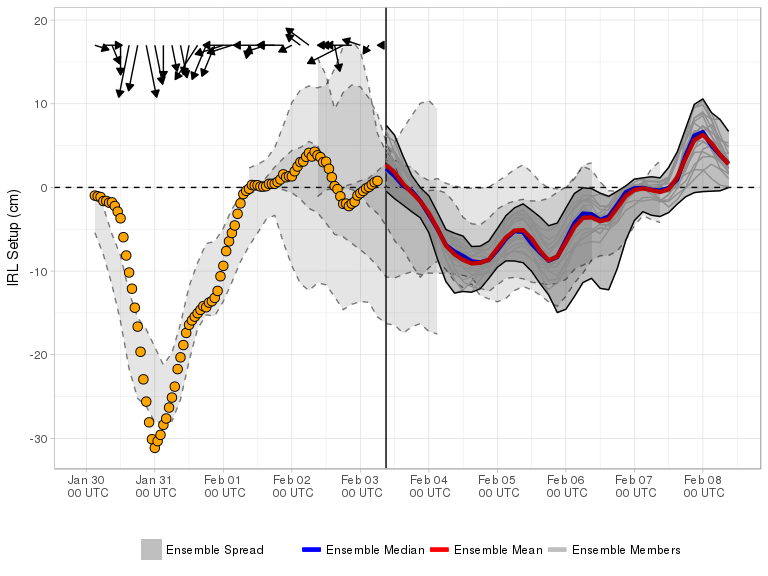 20
10
0
-10
-20
-30
IRL Setup (cm)
Jan 30 Jan 31 Feb 01 Feb 02 Feb 03 Feb 04 Feb 05 Feb 06 Feb 07 Feb 08
00 UTC 00 UTC 00 UTC 00 UTC 00 UTC 00 UTC 00 UTC 00 UTC 00 UTC 00 UTC
Ensemble Spread Ensemble Median Ensemble Mean Ensemble Members